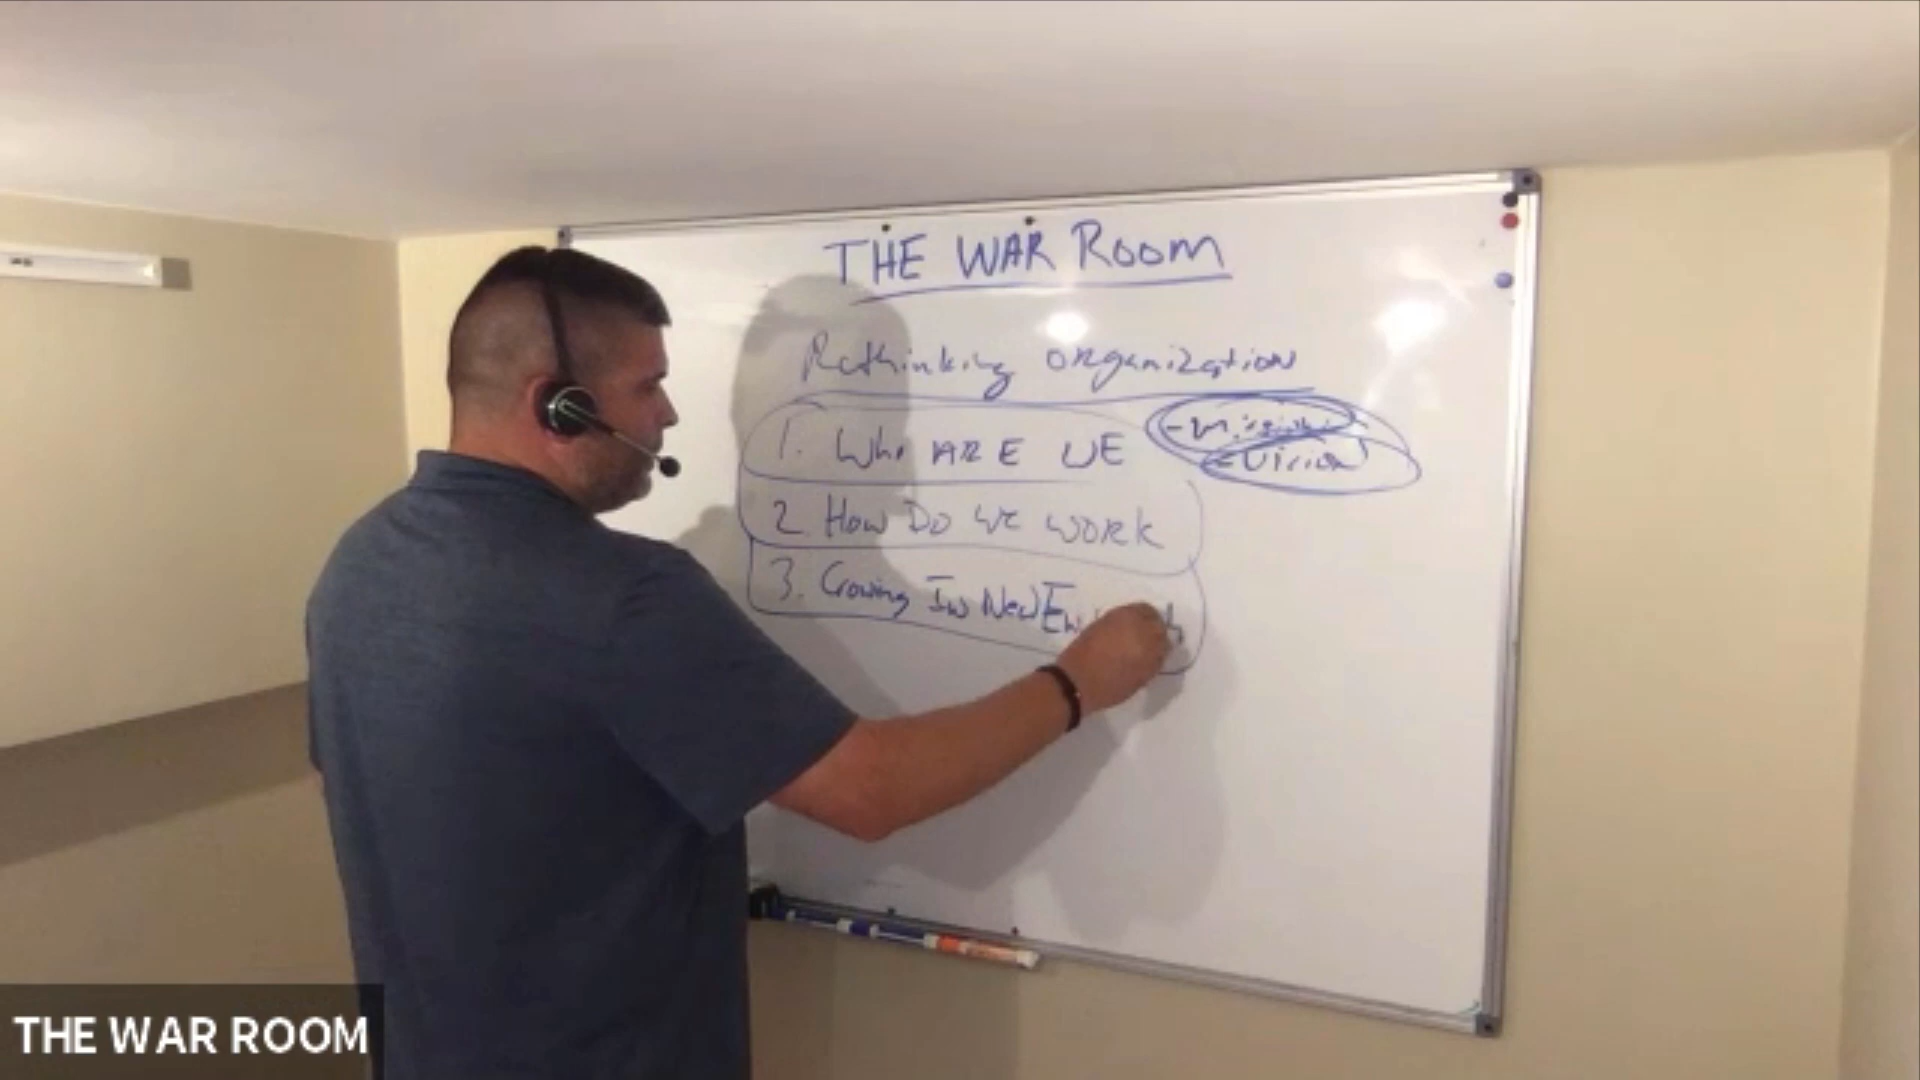 THE WAR ROOM
Rethinking organization
1. Who ARE WE
- Mission
- Vision
2. How Do we work
3. Growing In New
THE WAR ROOM